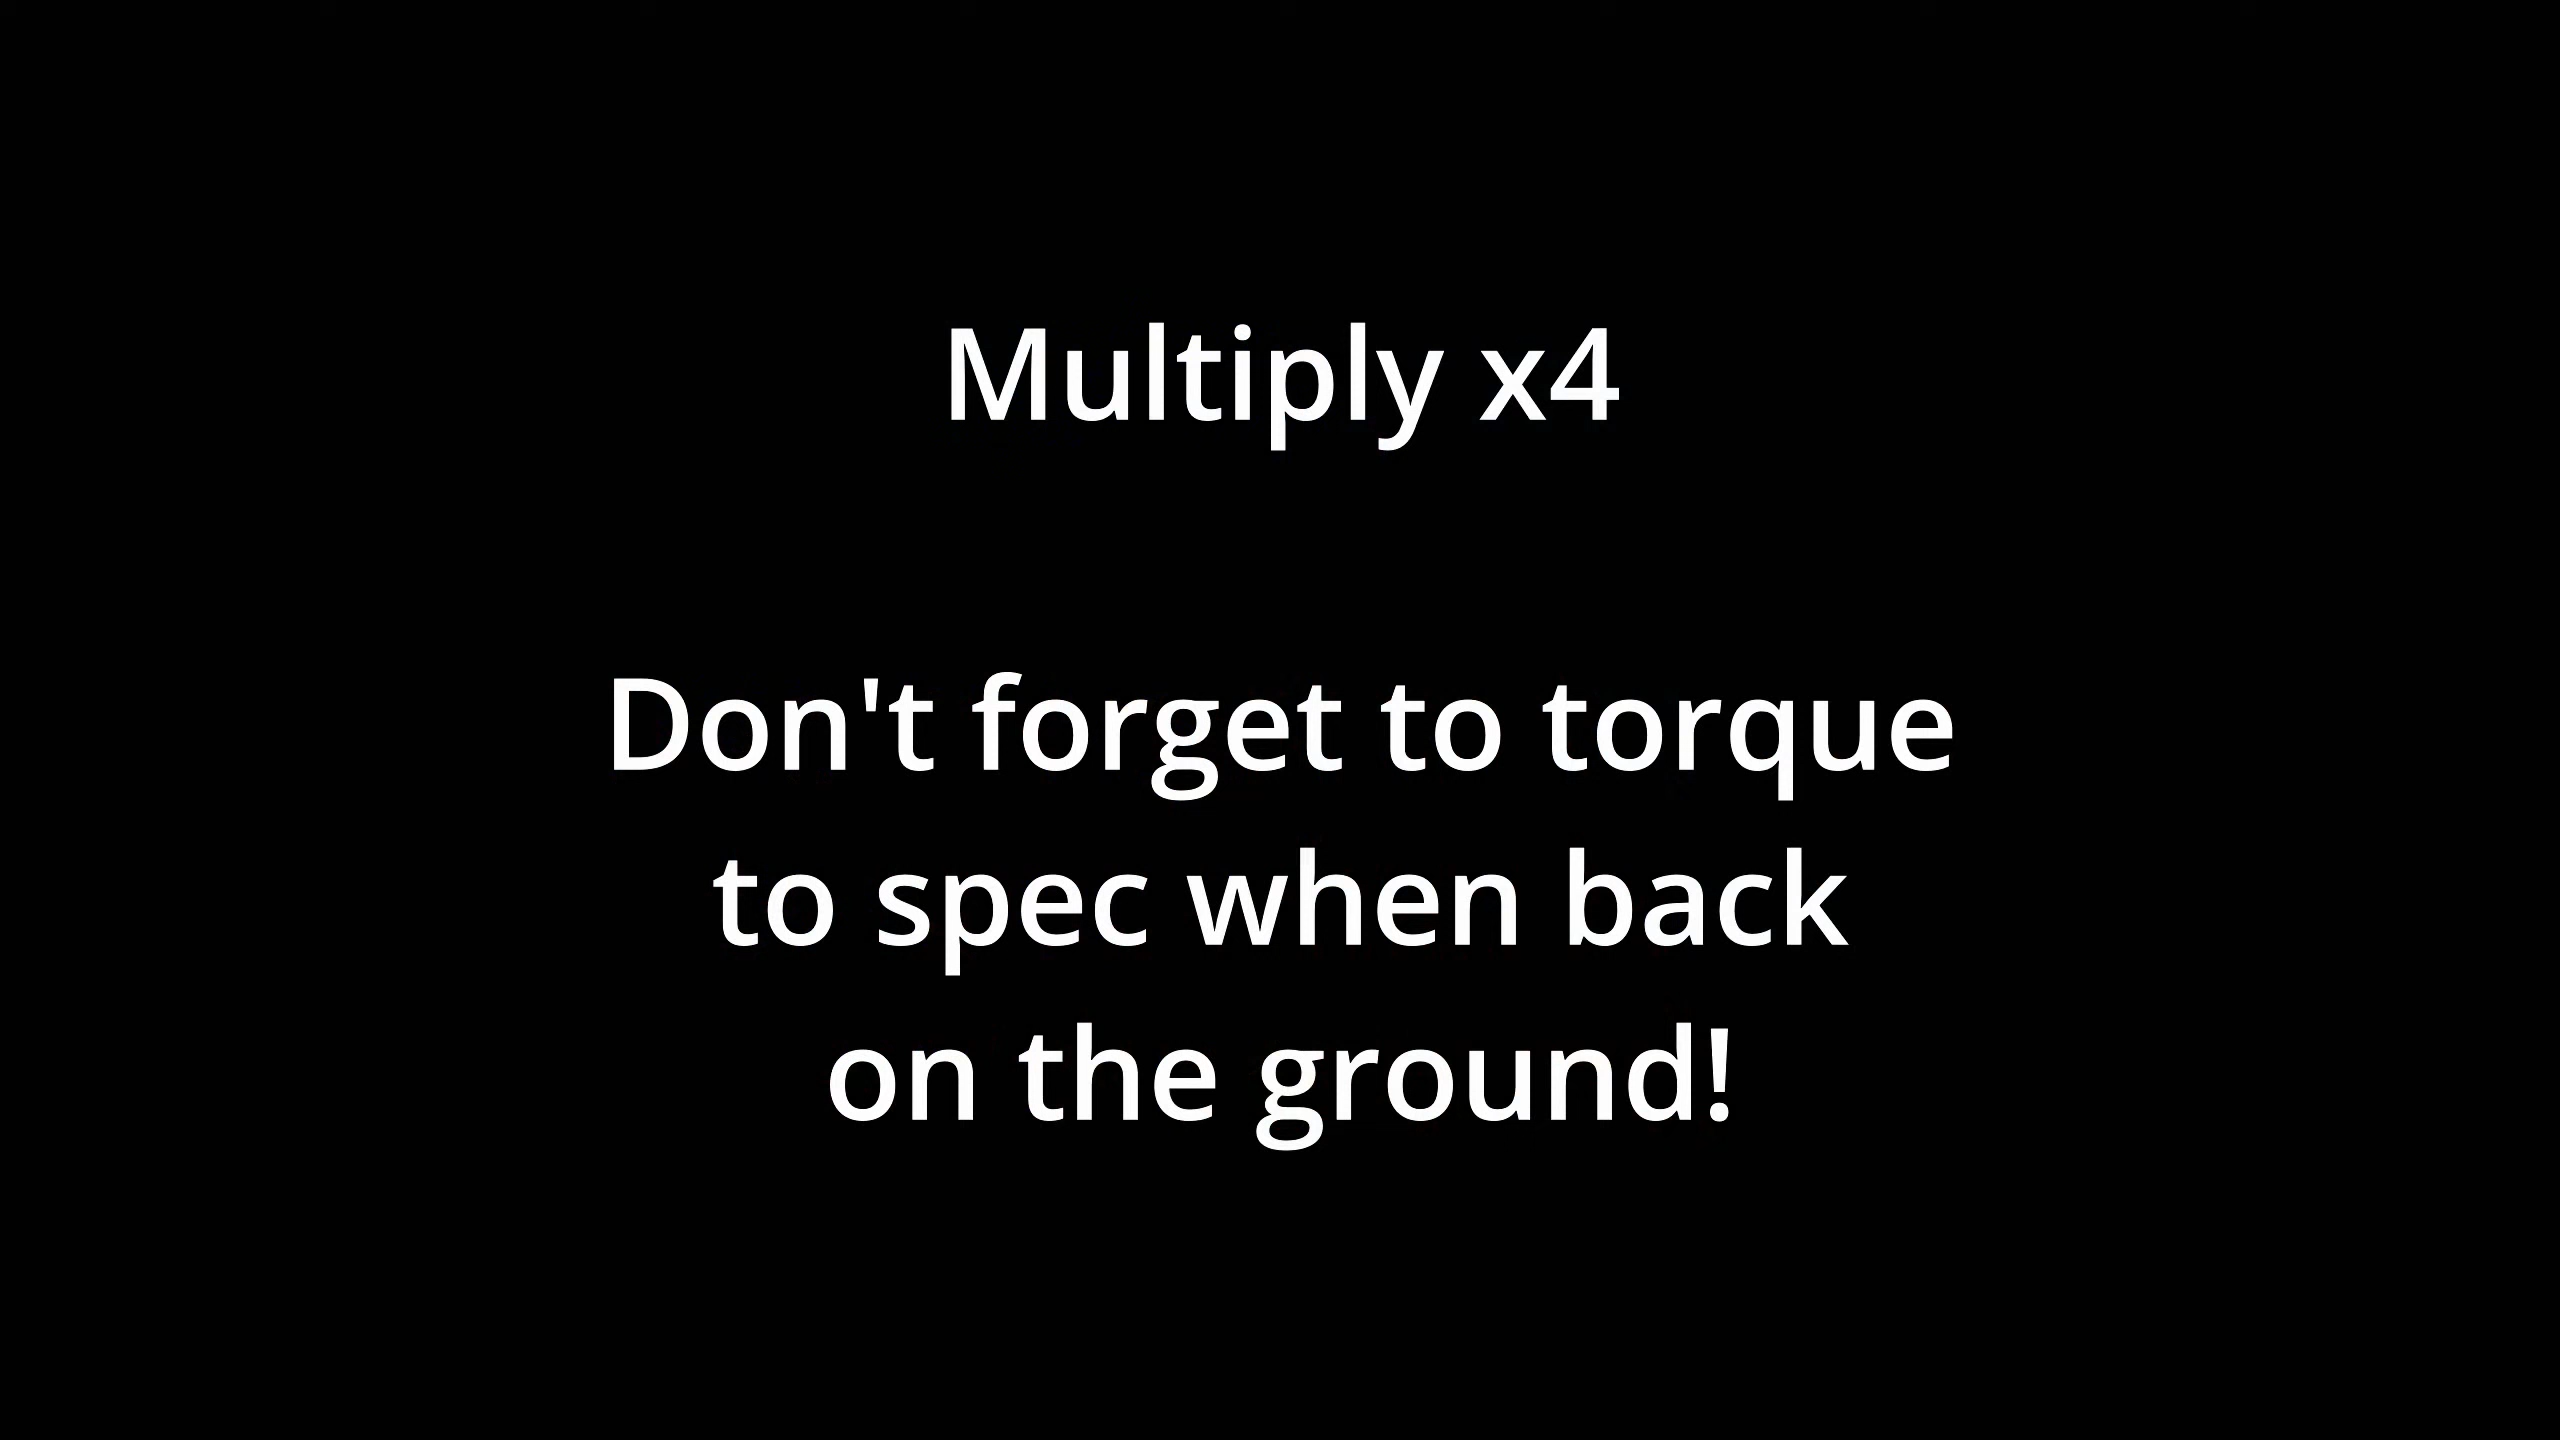 Multiply x4
Don't forget to torque
to spec when back
on the ground!